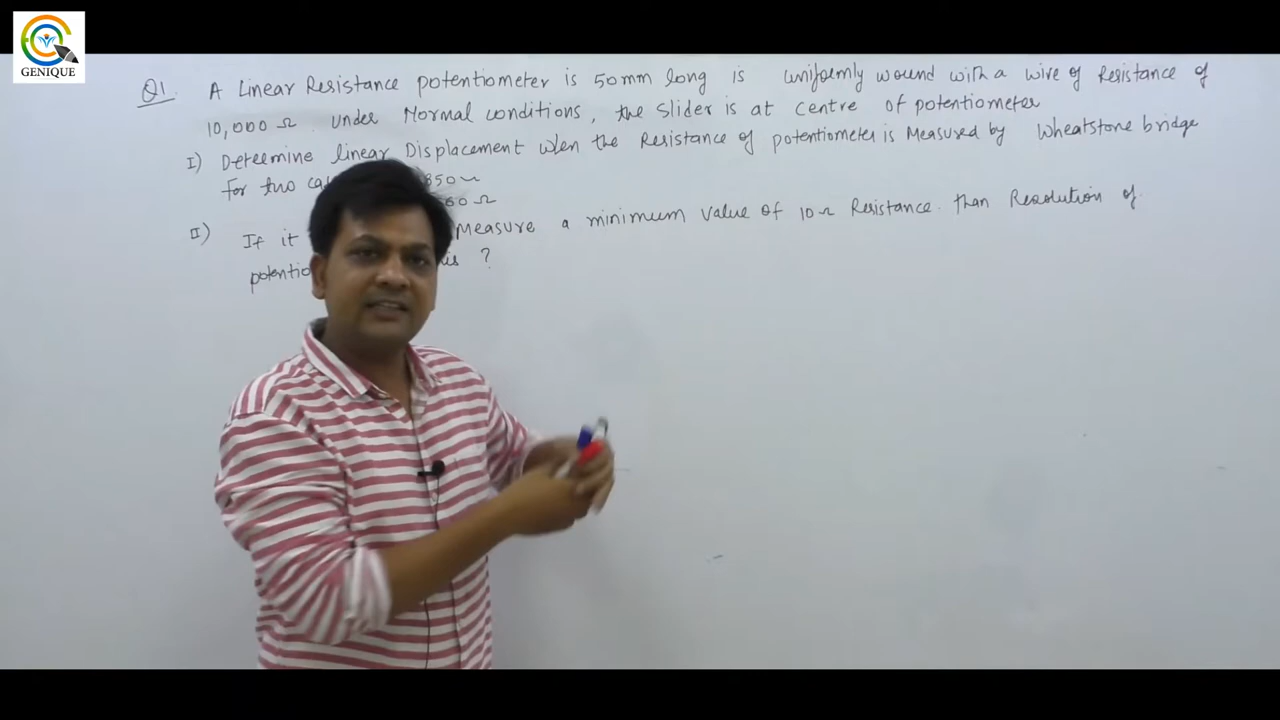 GENIQUE
Q1. A Linear Resistance potentiometer is 50mm long is uniformly wound with a wire of Resistance of
10,000 Ω. under Normal conditions, the slider is at centre of potentiometer
I) Determine linear Displacement when the Resistance of potentiometer is Measured by wheatstone bridge
for two 850
60 Ω
II) If it Measure a minimum value of 10Ω Resistance. than Resolution of
potentio ?